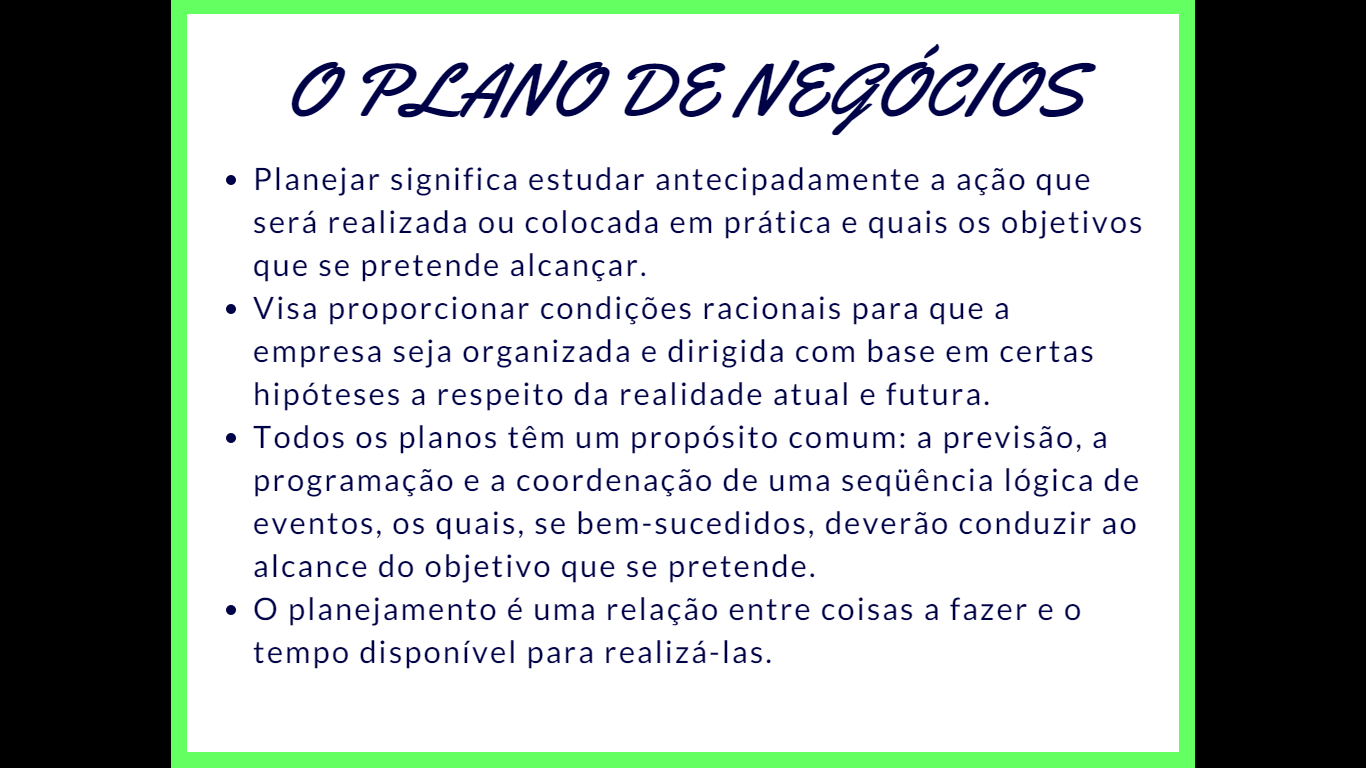 O PLANO DE NEGÓCIOS
• Planejar significa estudar antecipadamente a ação que
será realizada ou colocada em prática e quais os objetivos
que se pretende alcançar.
• Visa proporcionar condições racionais para que a
empresa seja organizada e dirigida com base em certas
hipóteses a respeito da realidade atual e futura.
• Todos os planos têm um propósito comum: a previsão, a
programação e a coordenação de uma seqüência lógica de
eventos, os quais, se bem-sucedidos, deverão conduzir ao
alcance do objetivo que se pretende.
• O planejamento é uma relação entre coisas a fazer e o
tempo disponível para realizá-las.